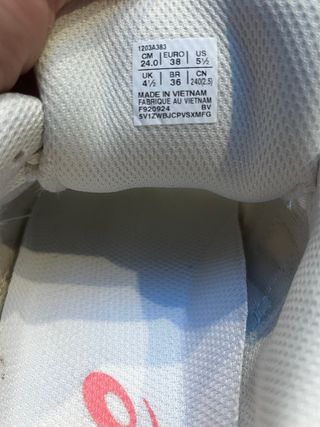 1203A383
CM EURO US
24.0 38 5½
UK BR CN
4½ 36 240(2.5)
MADE IN VIETNAM
FABRIQUE AU VIETNAM
F920924 BV
5V1ZWBJCPVSXMFG